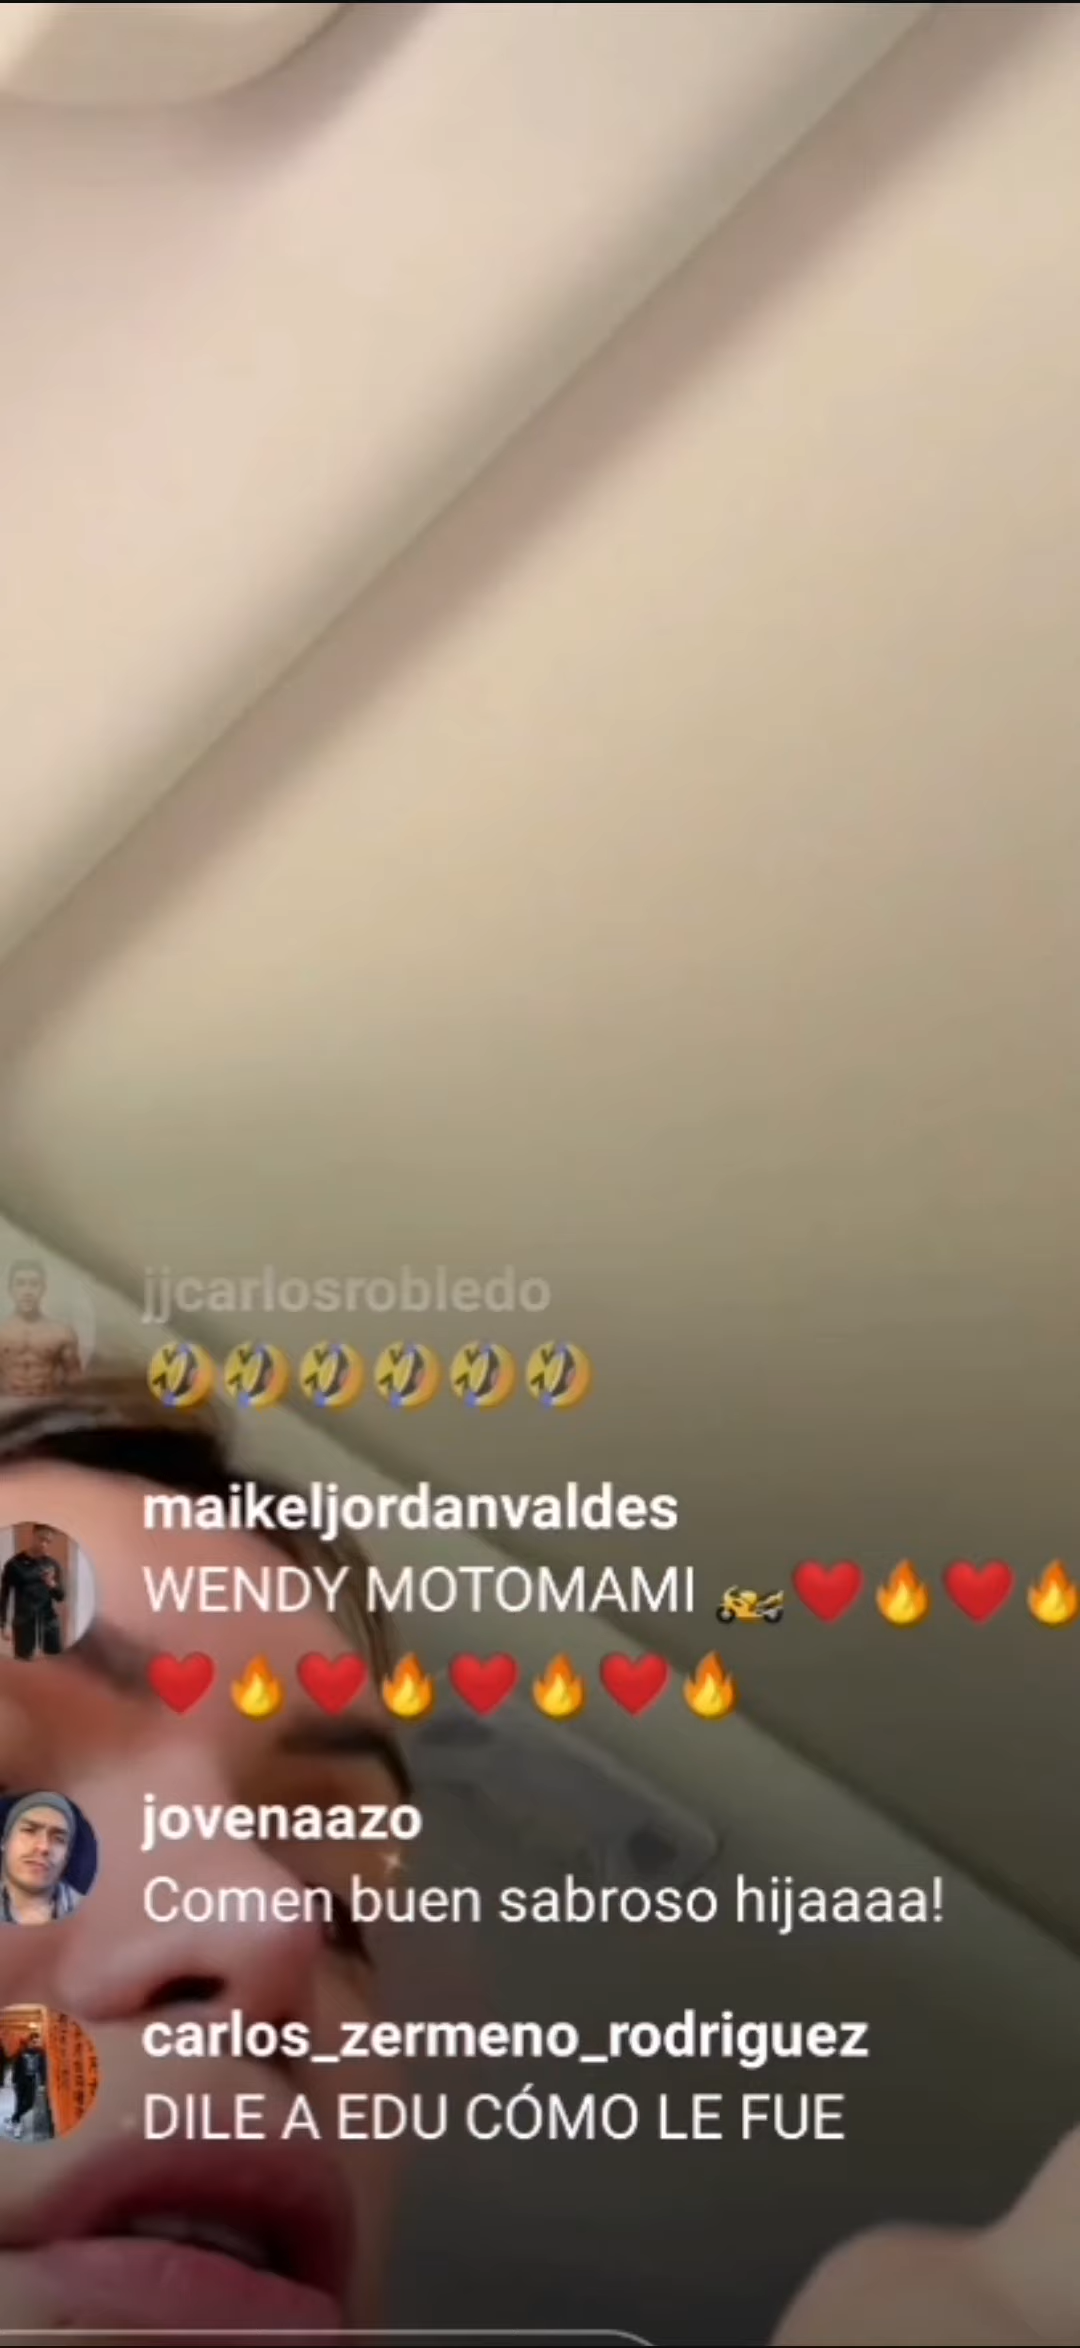 jjcarlosrobledo
🤣🤣🤣🤣🤣🤣
maikeljordanvaldes
WENDY MOTOMAMI 🏍️❤️🔥❤️🔥
❤️🔥❤️🔥❤️🔥❤️🔥
jovenaazo
Comen buen sabroso hijaaaa!
carlos_zermeno_rodriguez
DILE A EDU CÓMO LE FUE